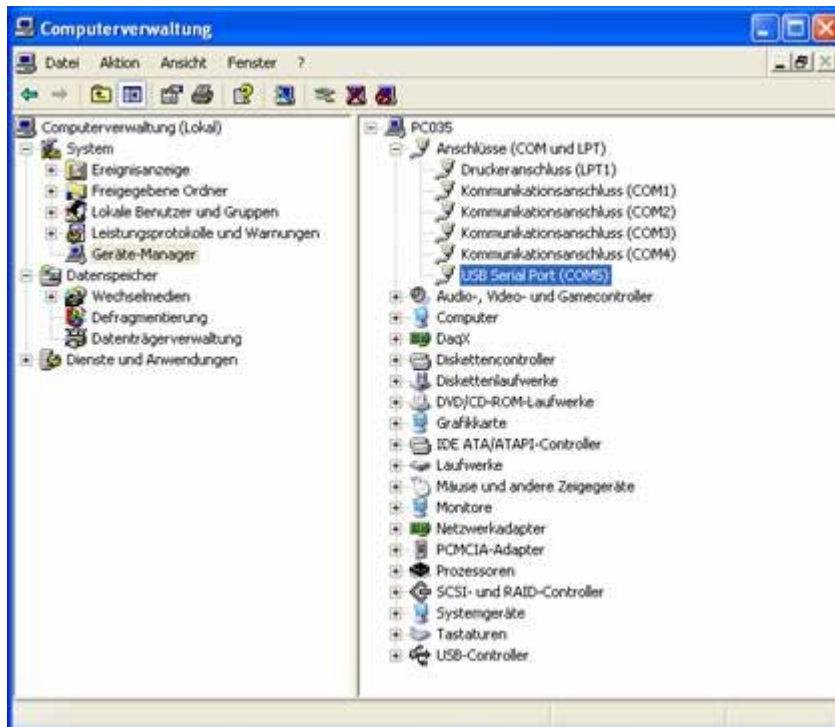 Computerverwaltung
Datei Aktion Ansicht Fenster ?
Computerverwaltung (Lokal)
System
Ereignisanzeige
Freigegebene Ordner
Lokale Benutzer und Gruppen
Leistungsprotokolle und Warnungen
Geräte-Manager
Datenspeicher
Wechselmedien
Defragmentierung
Datenträgerverwaltung
Dienste und Anwendungen
PC035
Anschlüsse (COM und LPT)
Druckeranschluss (LPT1)
Kommunikationsanschluss (COM1)
Kommunikationsanschluss (COM2)
Kommunikationsanschluss (COM3)
Kommunikationsanschluss (COM4)
USB Serial Port (COM5)
Audio-, Video- und Gamecontroller
Computer
DaqX
Diskettencontroller
Diskettenlaufwerke
DVD/CD-ROM-Laufwerke
Grafikkarte
IDE ATA/ATAPI-Controller
Laufwerke
Mäuse und andere Zeigegeräte
Monitore
Netzwerkadapter
PCMCIA-Adapter
Prozessoren
SCSI- und RAID-Controller
Systemgeräte
Tastaturen
USB-Controller